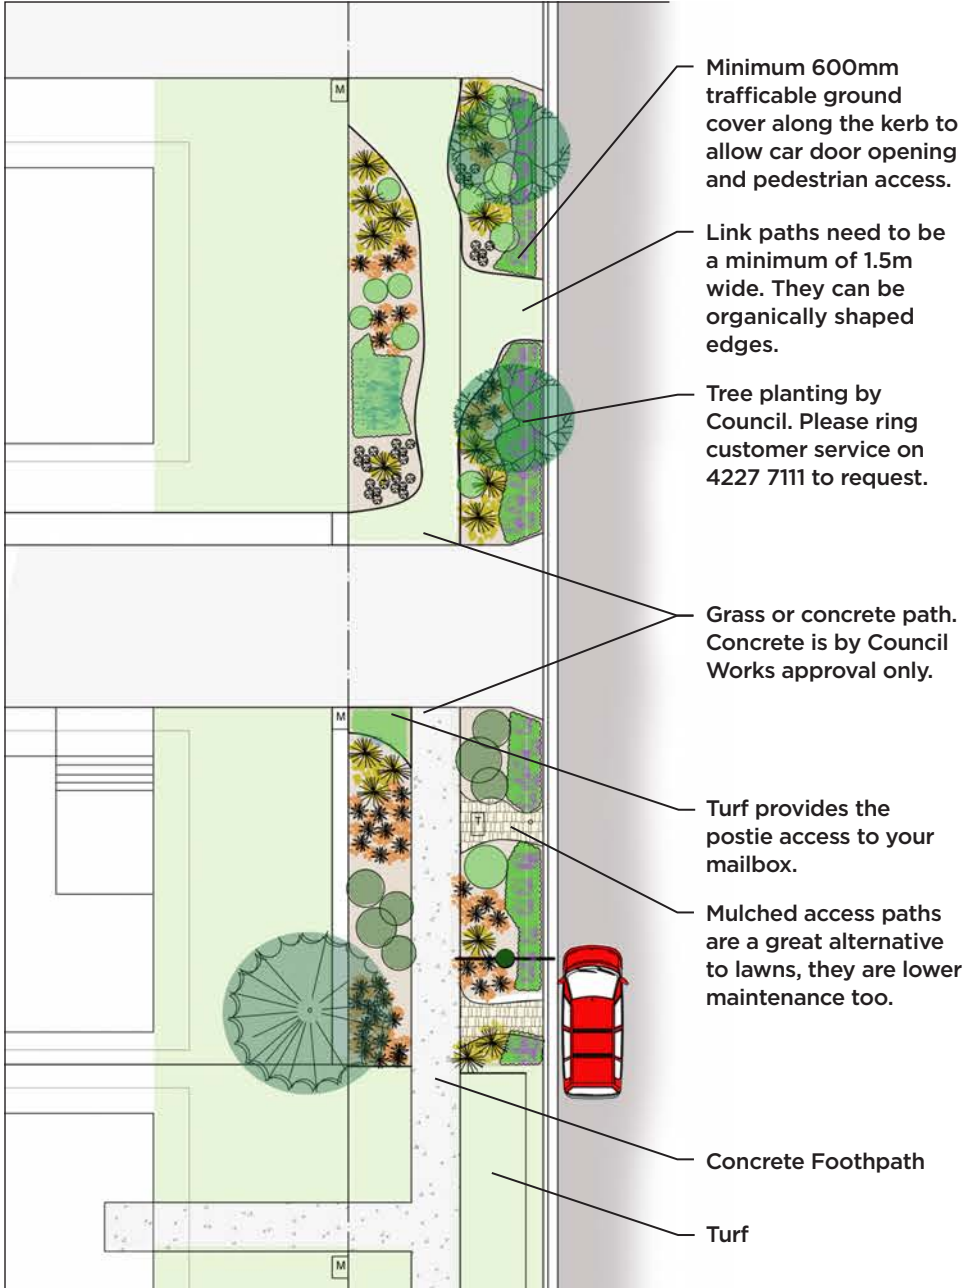 M
Minimum 600mm
trafficable ground
cover along the kerb to
allow car door opening
and pedestrian access.
Link paths need to be
a minimum of 1.5m
wide. They can be
organically shaped
edges.
Tree planting by
Council. Please ring
customer service on
4227 7111 to request.
Grass or concrete path.
Concrete is by Council
Works approval only.
M
T
Turf provides the
postie access to your
mailbox.
Mulched access paths
are a great alternative
to lawns, they are lower
maintenance too.
Concrete Foothpath
Turf
M